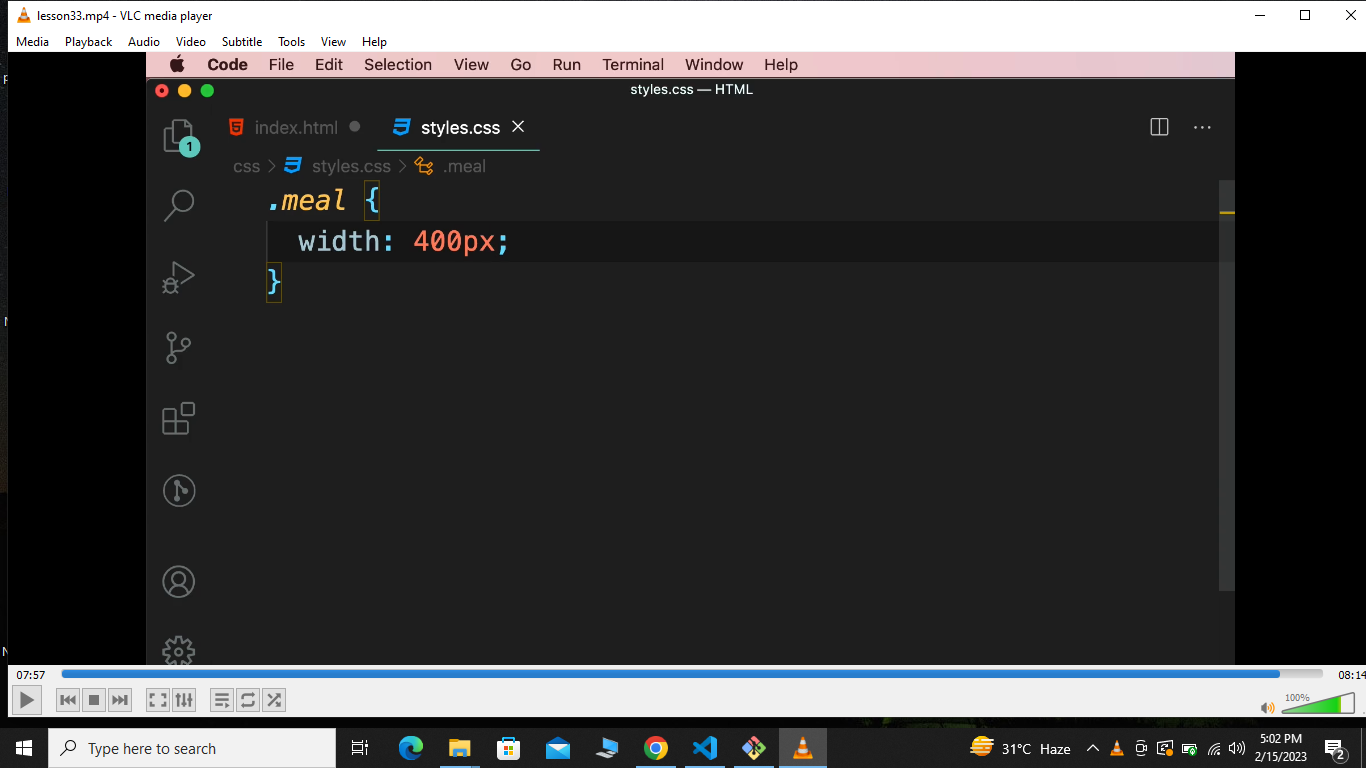 lesson33.mp4 - VLC media player
Media Playback Audio Video Subtitle Tools View Help
Code File Edit Selection View Go Run Terminal Window Help
styles.css — HTML
index.html styles.css
1
css styles.css .meal
.meal {
width: 400px;
}
07:57 08:14
100%
Type here to search
31°C Haze
5:02 PM
2/15/2023
2